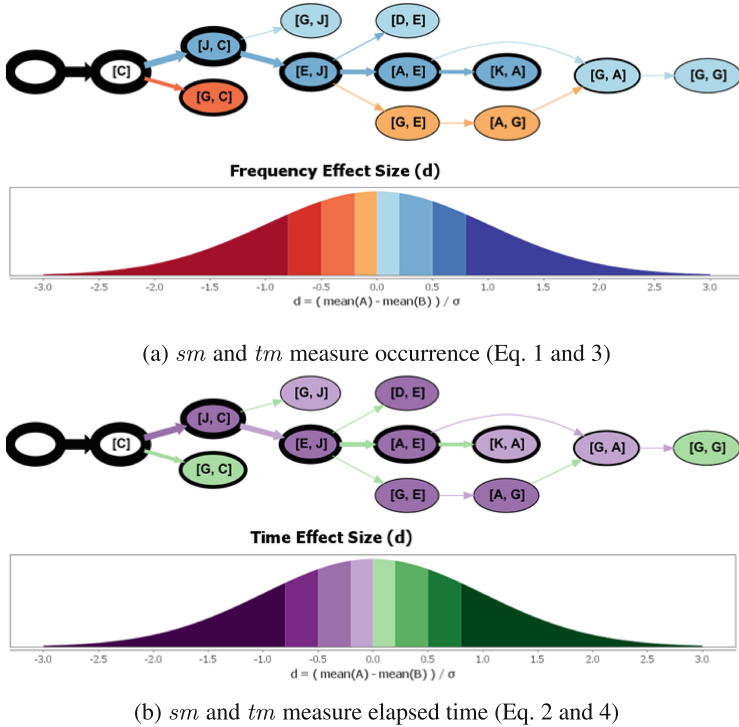 [G, J] [D, E]
[J, C]
[C] [E, J] [A, E] [K, A] [G, A] [G, G]
[G, C]
[G, E] [A, G]
Frequency Effect Size (d)
-3.0 -2.5 -2.0 -1.5 -1.0 -0.5 0.0 0.5 1.0 1.5 2.0 2.5 3.0
d = ( mean(A) - mean(B) ) / σ
(a) sm and tm measure occurrence (Eq. 1 and 3)
[G, J] [D, E]
[J, C]
[C] [E, J] [A, E] [K, A] [G, A] [G, G]
[G, C]
[G, E] [A, G]
Time Effect Size (d)
-3.0 -2.5 -2.0 -1.5 -1.0 -0.5 0.0 0.5 1.0 1.5 2.0 2.5 3.0
d = ( mean(A) - mean(B) ) / σ
(b) sm and tm measure elapsed time (Eq. 2 and 4)